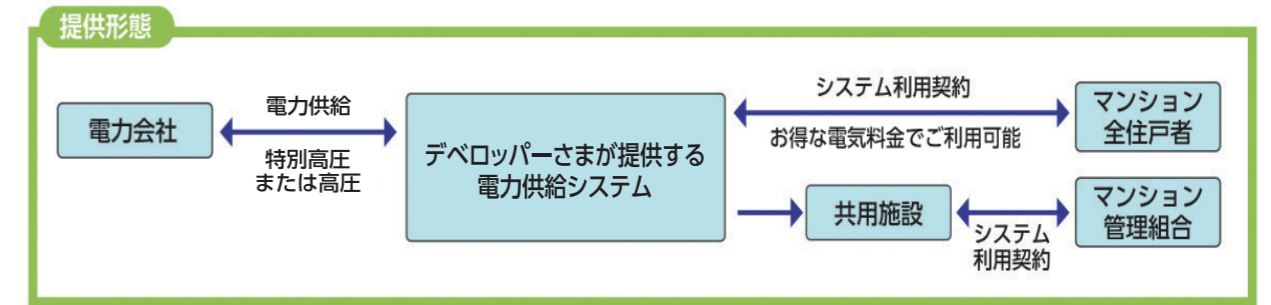 提供形態
電力会社
電力供給
特別高圧
または高圧
デベロッパーさまが提供する
電力供給システム
システム利用契約
お得な電気料金でご利用可能
マンション
全住戸者
共用施設
システム
利用契約
マンション
管理組合